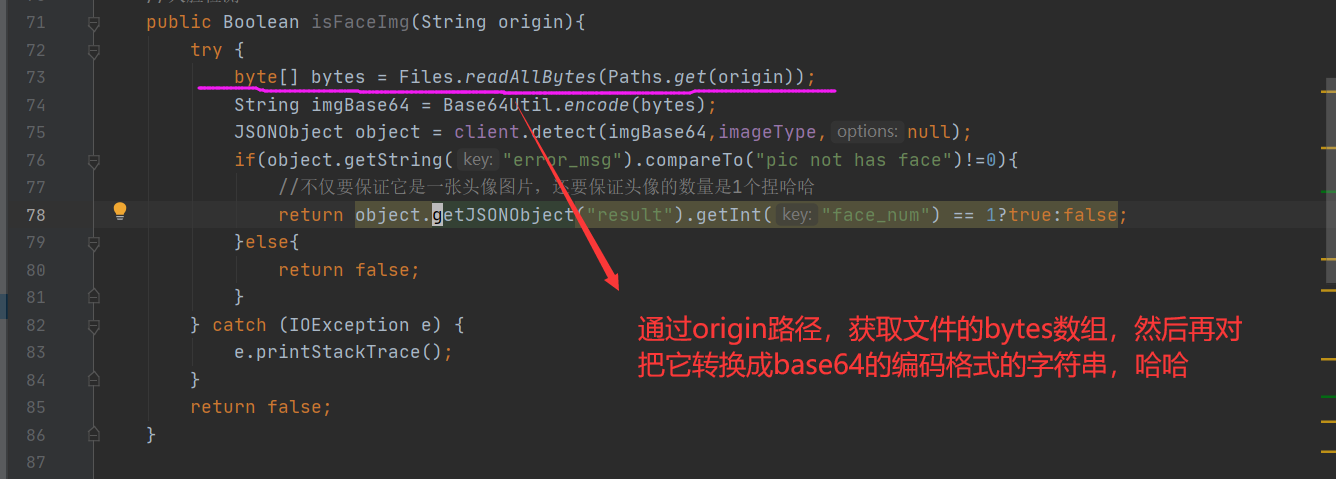 71 public Boolean isFaceImg(String origin){
72 try {
73 byte[] bytes = Files.readAllBytes(Paths.get(origin));
74 String imgBase64 = Base64Util.encode(bytes);
75 JSONObject object = client.detect(imgBase64,imageType, options: null);
76 if(object.getString( key: "error_msg").compareTo("pic not has face")!=0){
77 //不仅要保证它是一张头像图片，还要保证头像的数量是1个捏哈哈
78 return object.getJSONObject("result").getInt( key: "face_num") == 1?true:false;
79 }else{
80 return false;
81 }
82 } catch (IOException e) {
83 e.printStackTrace();
84 }
85 return false;
86 }
87
通过origin路径，获取文件的bytes数组，然后再对
把它转换成base64的编码格式的字符串，哈哈